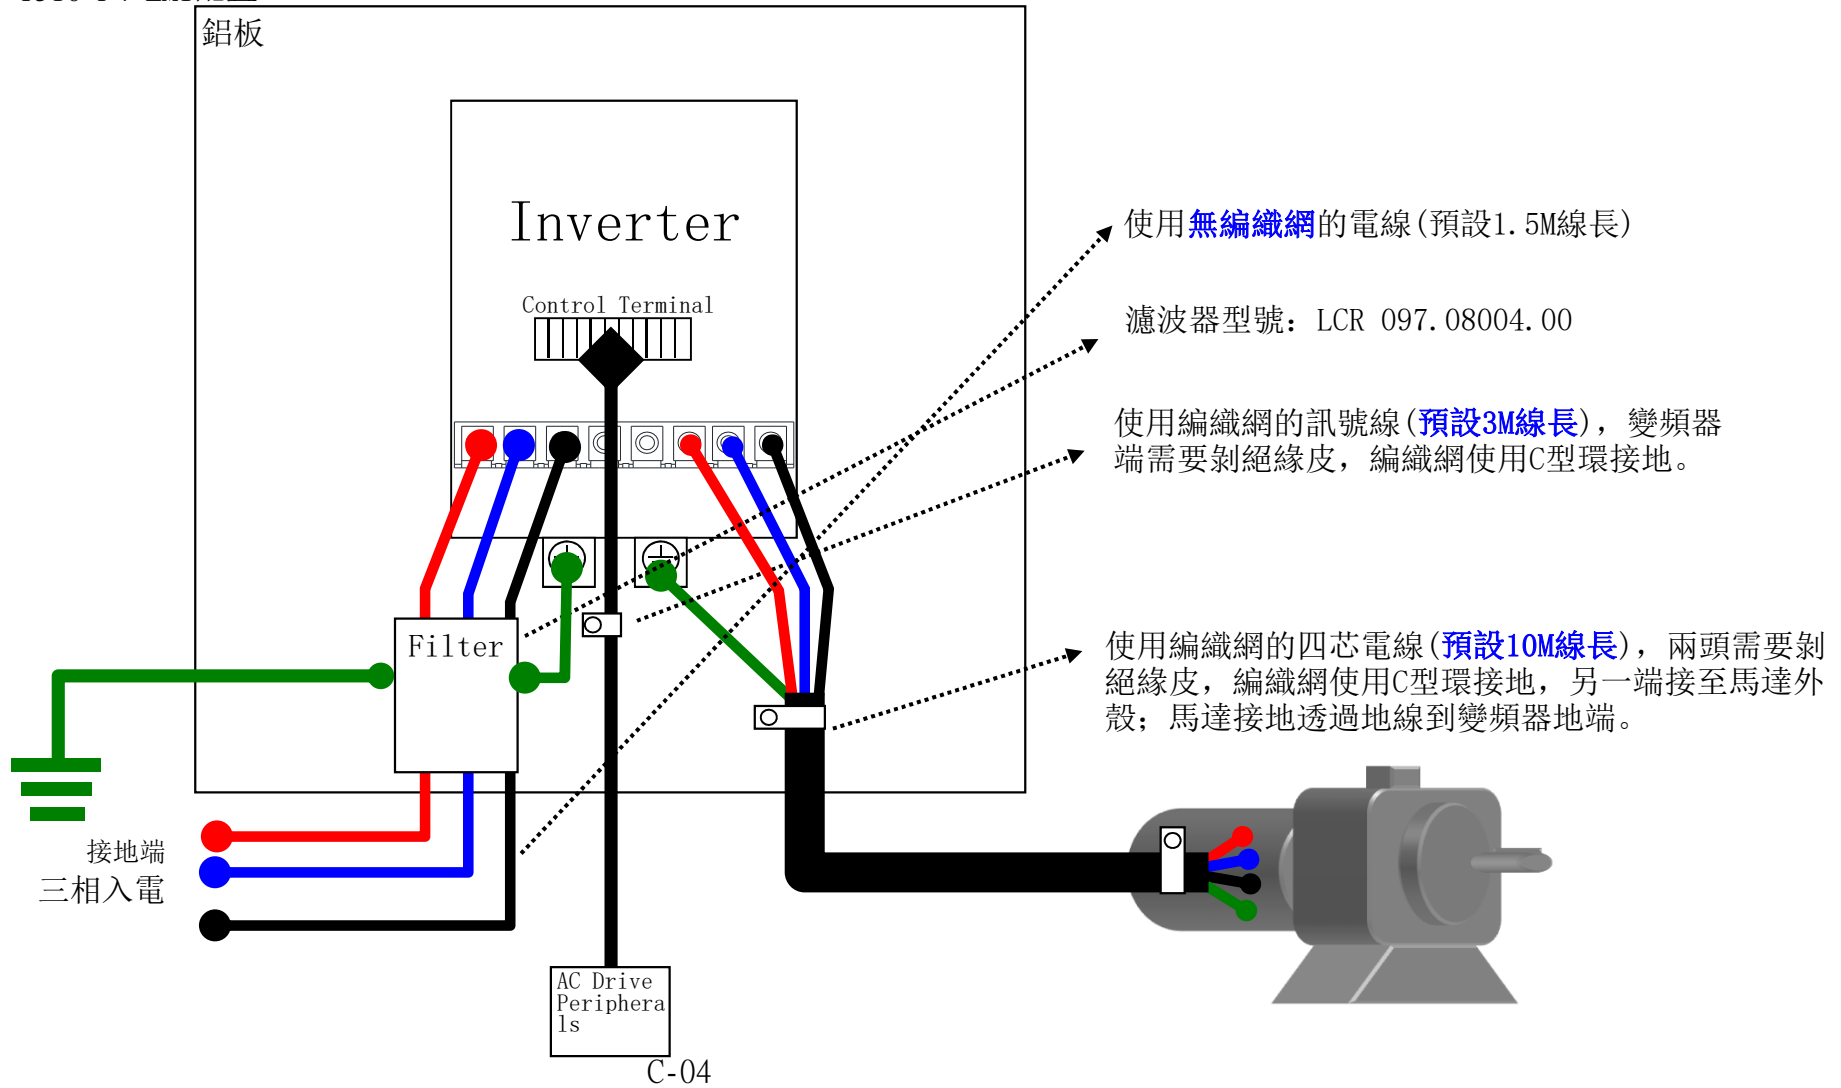 鋁板
Inverter
Control Terminal
使用無編織網的電線(預設1.5M線長)
濾波器型號: LCR 097.08004.00
使用編織網的訊號線(預設3M線長), 變頻器
端需要剝絕緣皮, 編織網使用C型環接地。
Filter
使用編織網的四芯電線(預設10M線長), 兩頭需要剝
絕緣皮, 編織網使用C型環接地, 另一端接至馬達外
殼; 馬達接地透過地線到變頻器地端。
接地端
三相入電
AC Drive
Periphera
ls
C-04